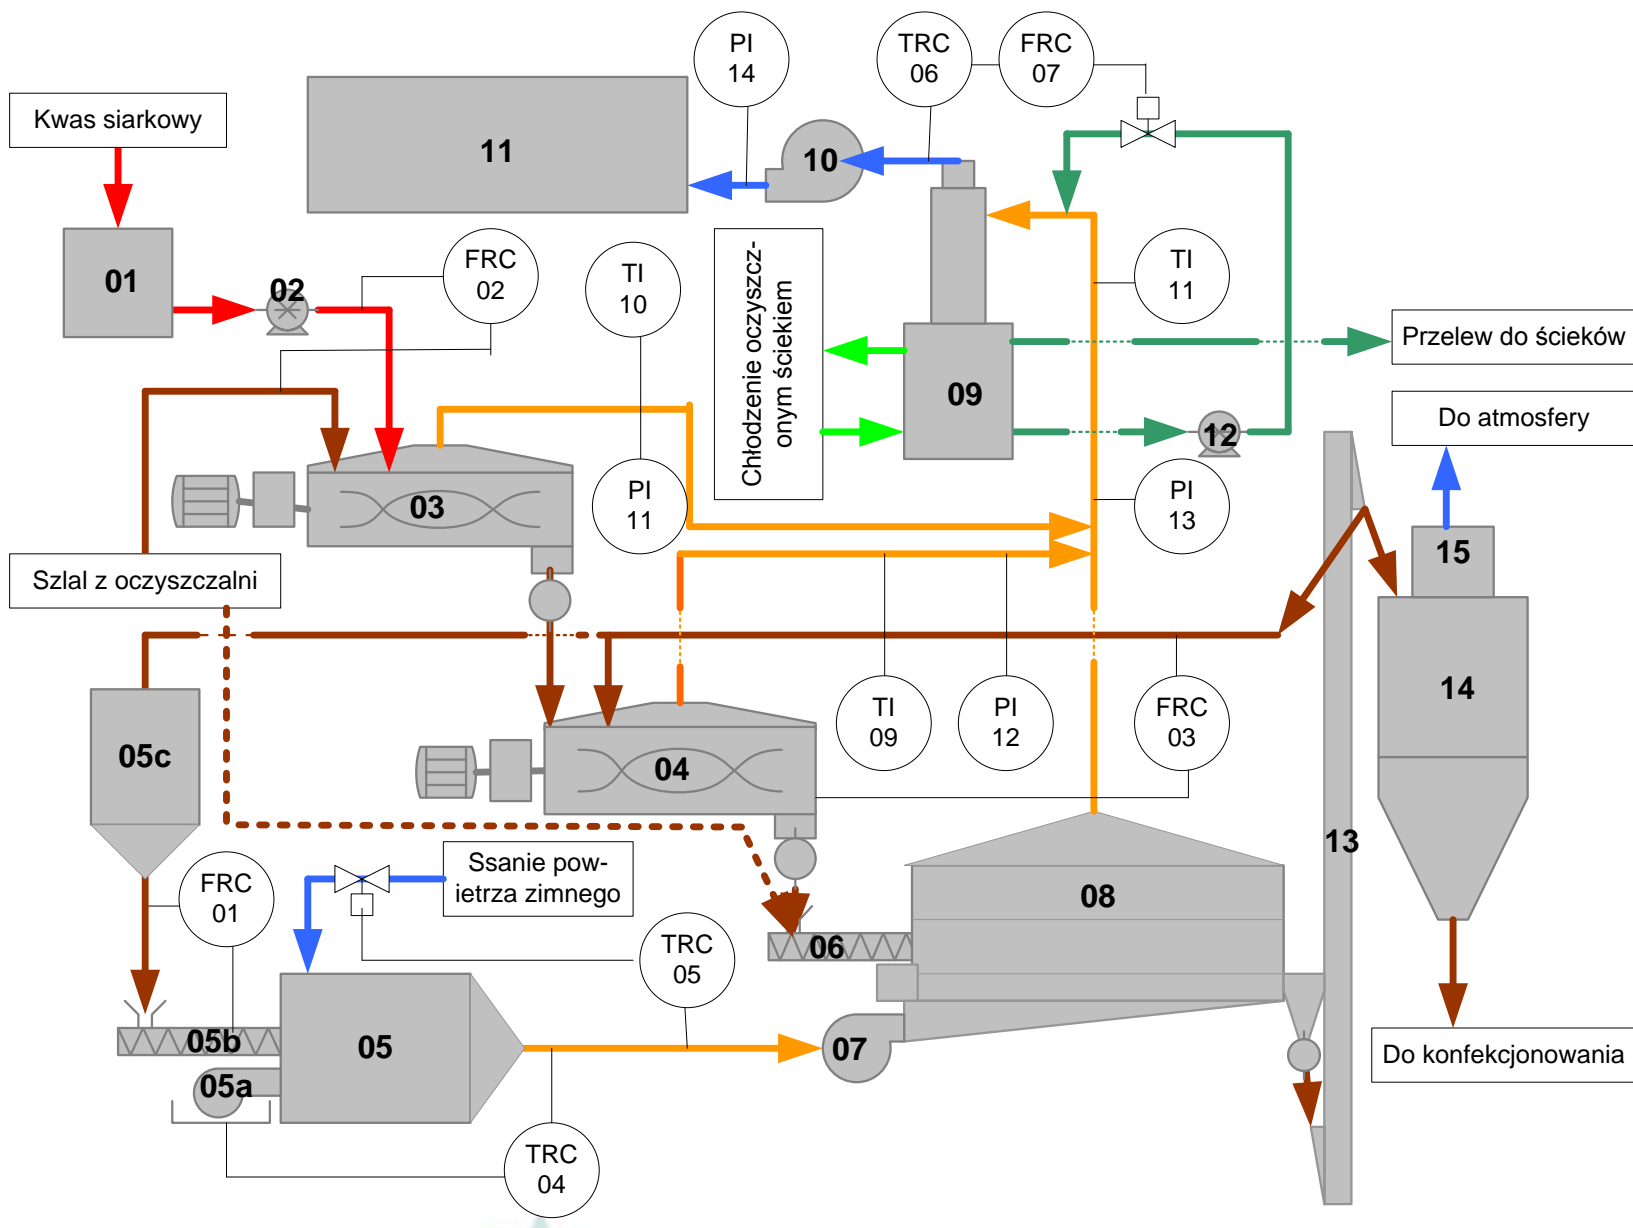 PI
14
TRC
06
FRC
07
Kwas siarkowy
11
10
01
02
FRC
02
TI
10
Chłodzenie oczyszcz-
onym ściekiem
TI
11
Przelew do ścieków
09
Do atmosfery
12
03
PI
11
PI
13
15
Szlal z oczyszczalni
14
05c
04
TI
09
PI
12
FRC
03
13
Ssanie pow-
ietrza zimnego
FRC
01
08
06
TRC
05
05b
05
07
Do konfekcjonowania
05a
TRC
04